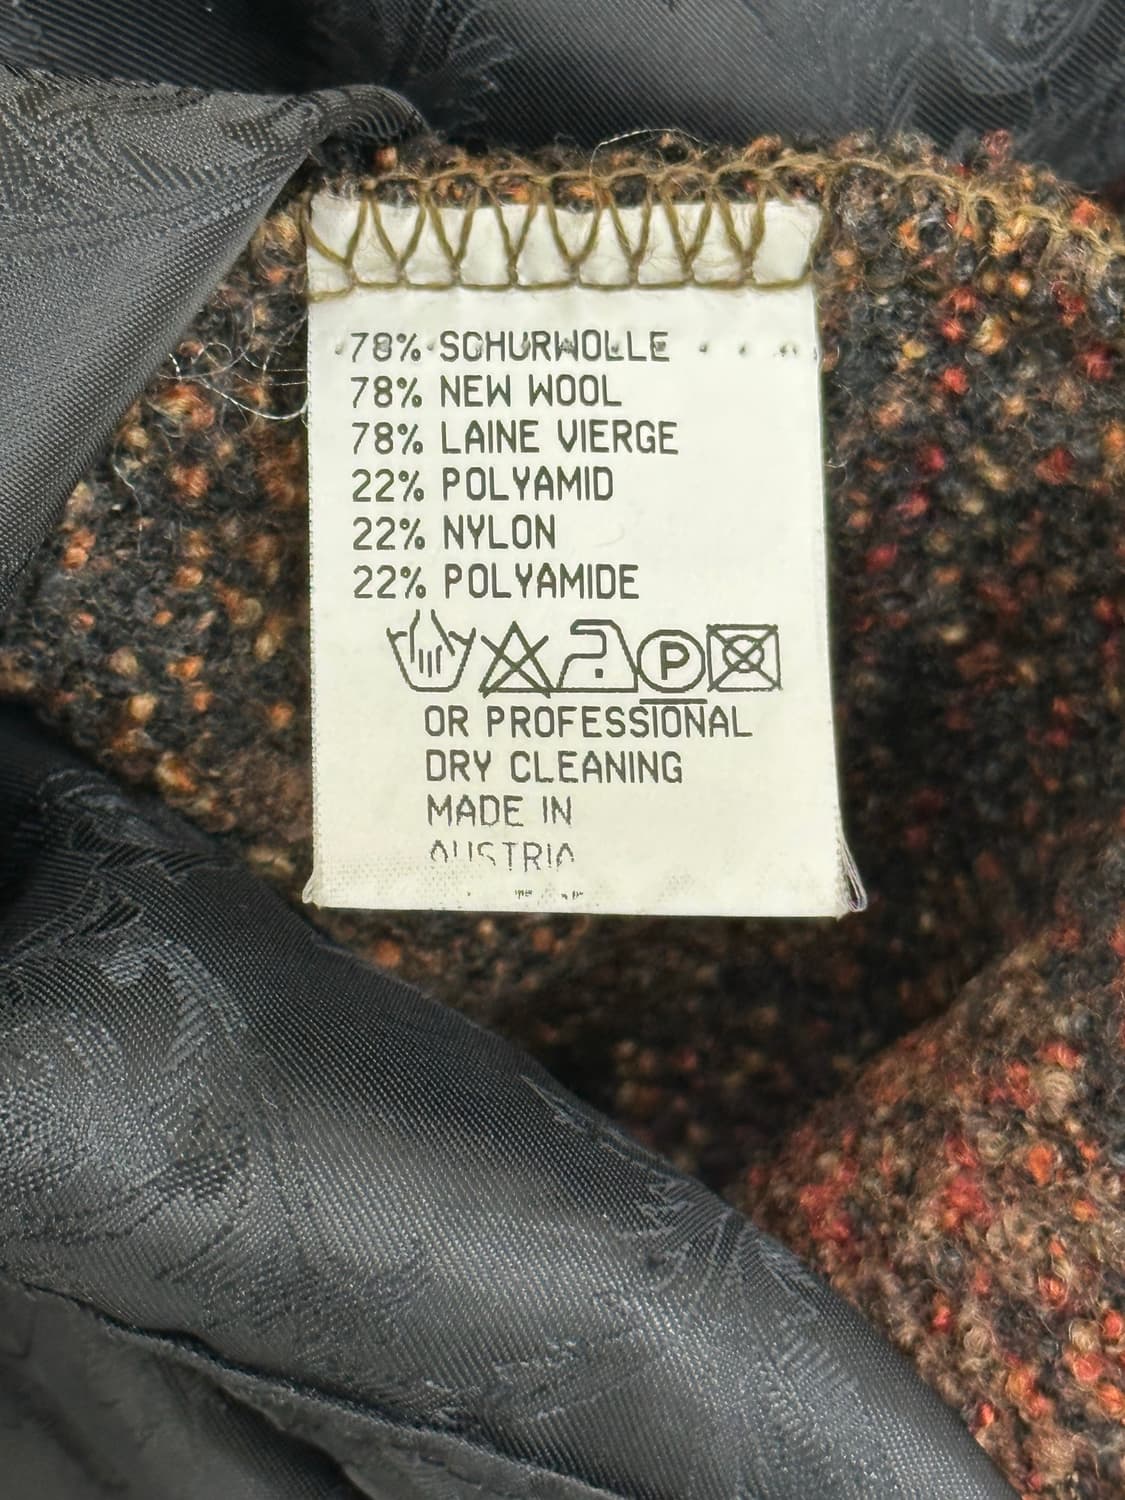 78% SCHURWOLLE
78% NEW WOOL
78% LAINE VIERGE
22% POLYAMID
22% NYLON
22% POLYAMIDE
P
OR PROFESSIONAL
DRY CLEANING
MADE IN
AUSTRIA